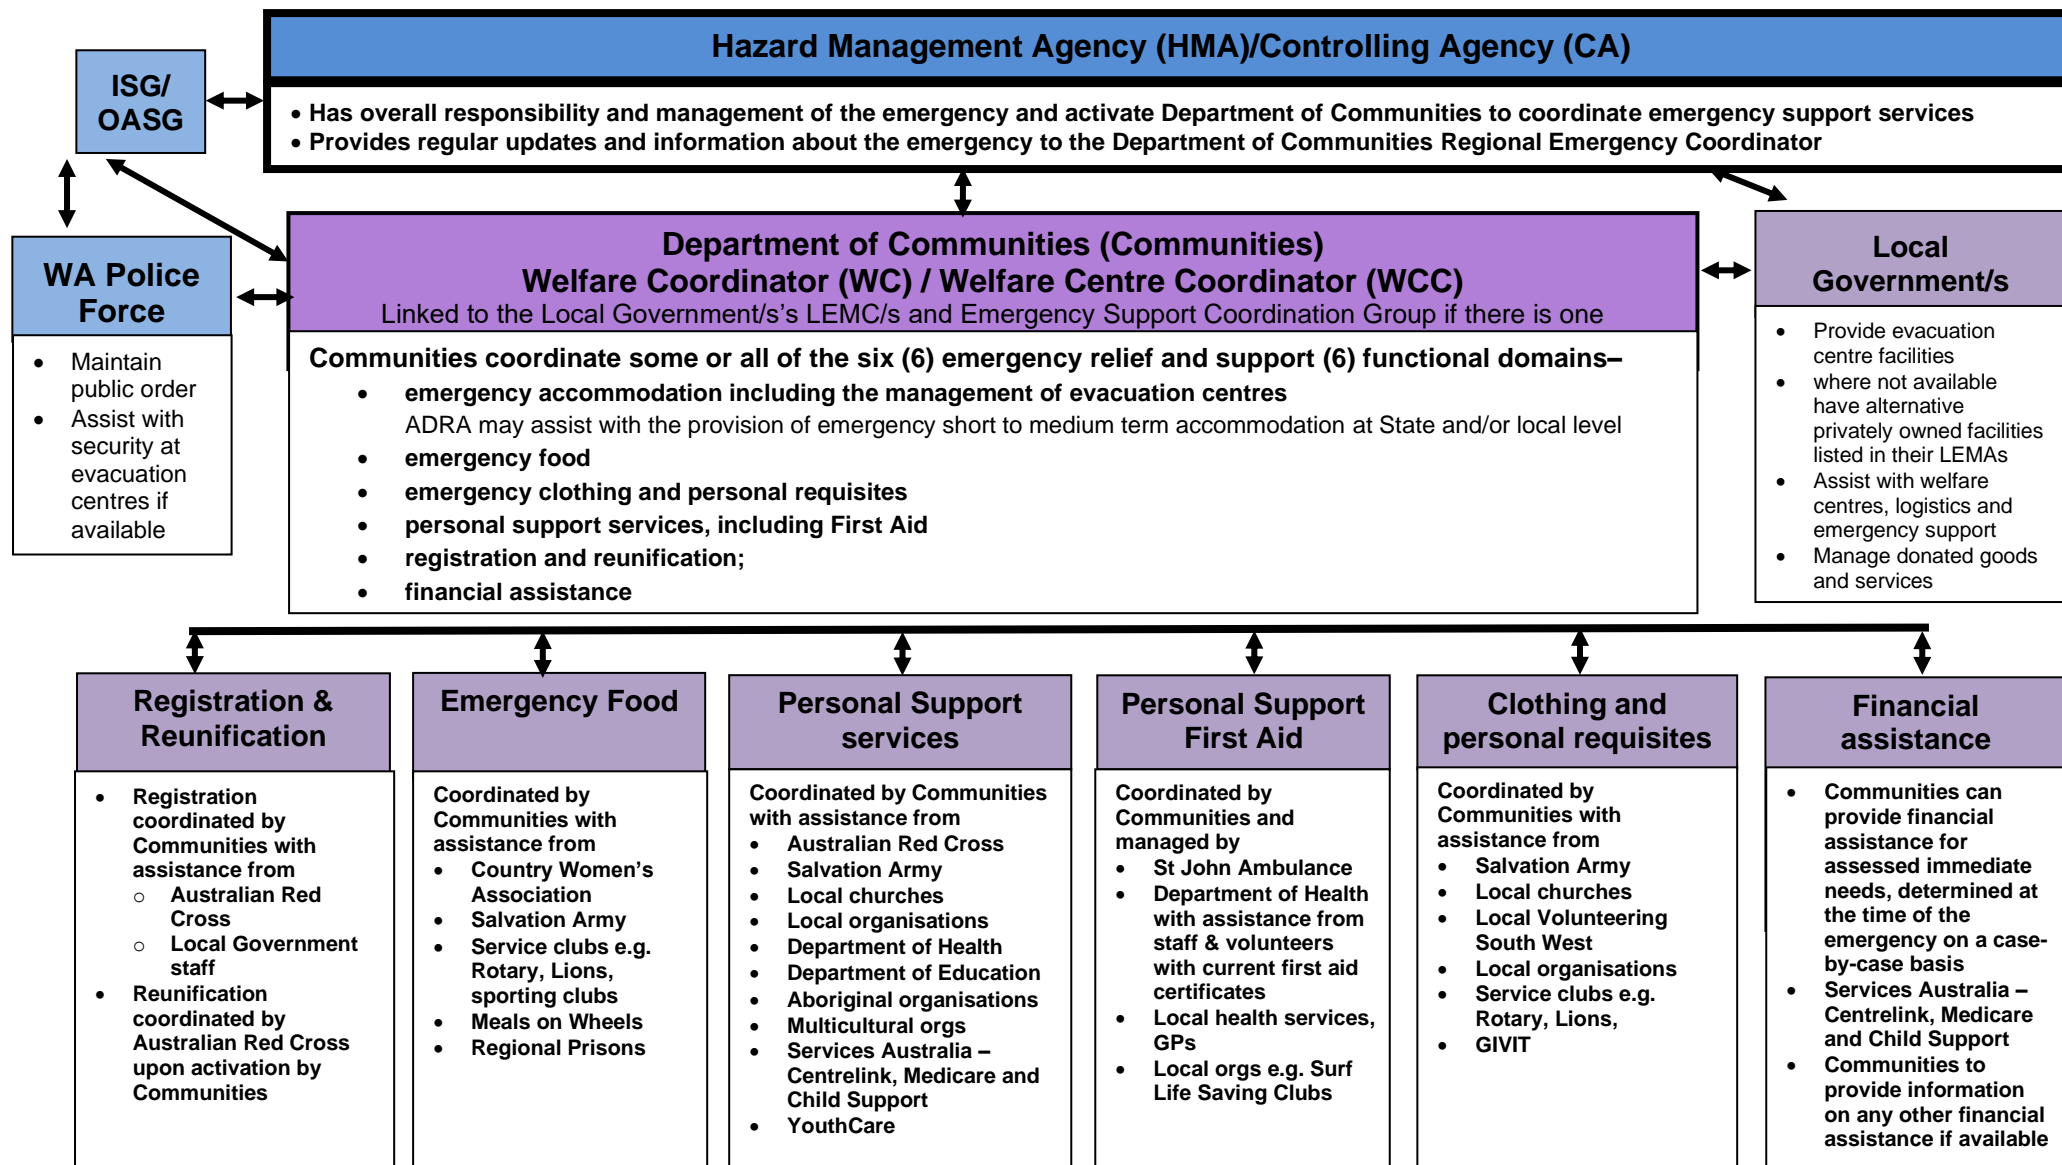 Hazard Management Agency (HMA)/Controlling Agency (CA)
ISG/
OASG
• Has overall responsibility and management of the emergency and activate Department of Communities to coordinate emergency support services
• Provides regular updates and information about the emergency to the Department of Communities Regional Emergency Coordinator
WA Police
Force
• Maintain
public order
• Assist with
security at
evacuation
centres if
available
Department of Communities (Communities)
Welfare Coordinator (WC) / Welfare Centre Coordinator (WCC)
Linked to the Local Government/s's LEMC/s and Emergency Support Coordination Group if there is one
Communities coordinate some or all of the six (6) emergency relief and support (6) functional domains–
• emergency accommodation including the management of evacuation centres
ADRA may assist with the provision of emergency short to medium term accommodation at State and/or local level
• emergency food
• emergency clothing and personal requisites
• personal support services, including First Aid
• registration and reunification;
• financial assistance
Local
Government/s
• Provide evacuation
centre facilities
• where not available
have alternative
privately owned facilities
listed in their LEMAs
• Assist with welfare
centres, logistics and
emergency support
• Manage donated goods
and services
Registration &
Reunification
• Registration
coordinated by
Communities with
assistance from
o Australian Red
Cross
o Local Government
staff
• Reunification
coordinated by
Australian Red Cross
upon activation by
Communities
Emergency Food
Coordinated by
Communities with
assistance from
• Country Women's
Association
• Salvation Army
• Service clubs e.g.
Rotary, Lions,
sporting clubs
• Meals on Wheels
• Regional Prisons
Personal Support
services
Coordinated by Communities
with assistance from
• Australian Red Cross
• Salvation Army
• Local churches
• Local organisations
• Department of Health
• Department of Education
• Aboriginal organisations
• Multicultural orgs
• Services Australia –
Centrelink, Medicare and
Child Support
• YouthCare
Personal Support
First Aid
Coordinated by
Communities and
managed by
• St John Ambulance
• Department of Health
with assistance from
staff & volunteers
with current first aid
certificates
• Local health services,
GPs
• Local orgs e.g. Surf
Life Saving Clubs
Clothing and
personal requisites
Coordinated by
Communities with
assistance from
• Salvation Army
• Local churches
• Local Volunteering
South West
• Local organisations
• Service clubs e.g.
Rotary, Lions,
• GIVIT
Financial
assistance
• Communities can
provide financial
assistance for
assessed immediate
needs, determined at
the time of the
emergency on a case-
by-case basis
• Services Australia –
Centrelink, Medicare
and Child Support
• Communities to
provide information
on any other financial
assistance if available